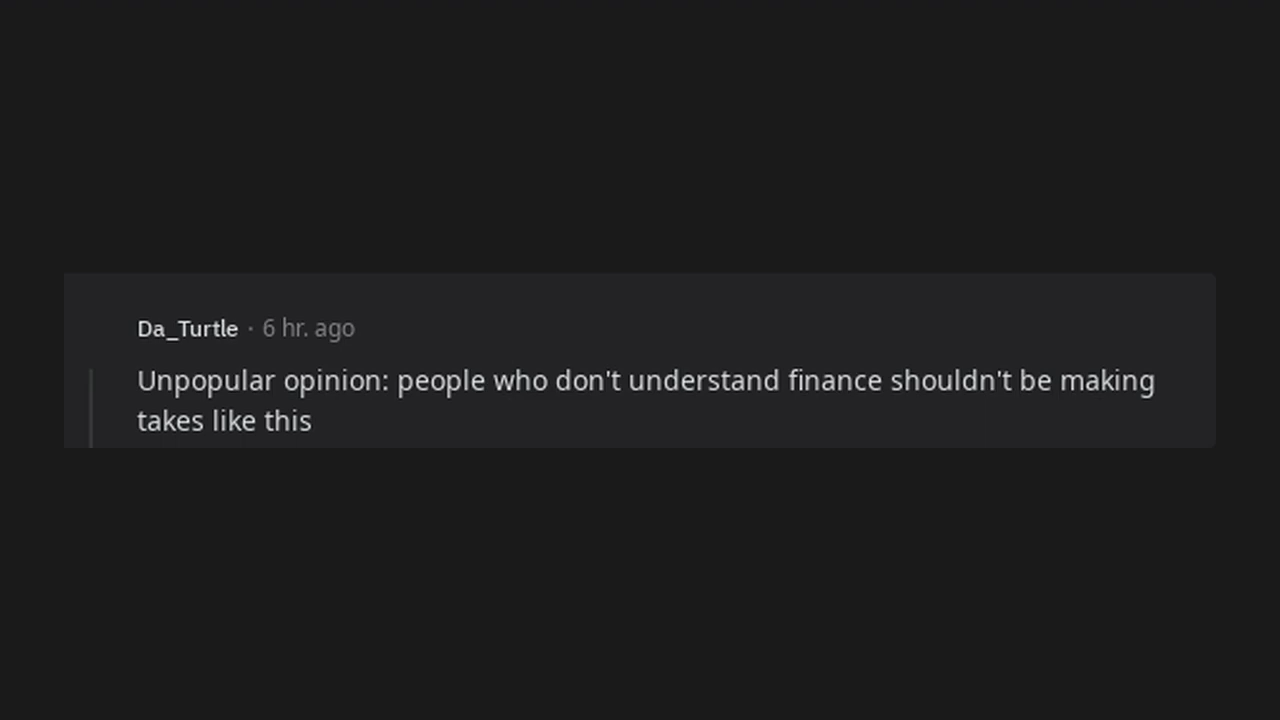 Da_Turtle · 6 hr. ago
Unpopular opinion: people who don't understand finance shouldn't be making
takes like this